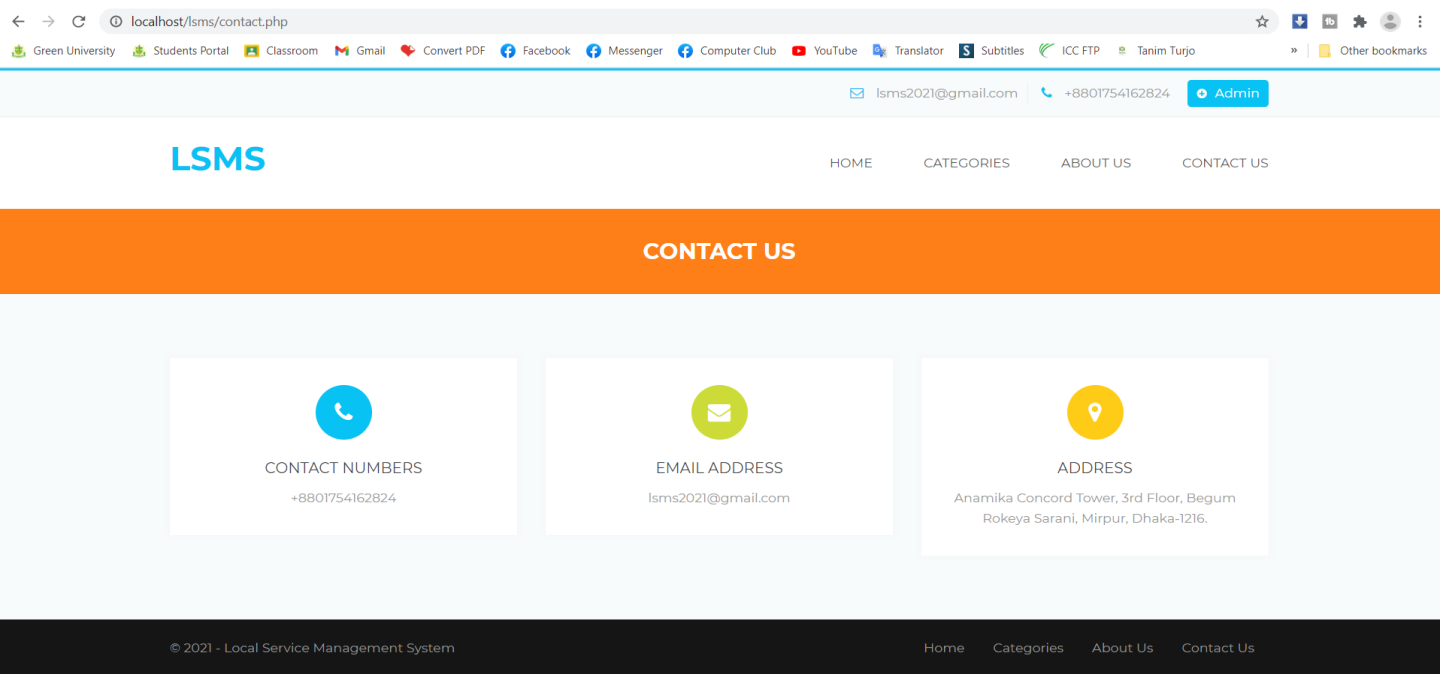 localhost/lsms/contact.php
Green University Students Portal Classroom Gmail Convert PDF Facebook Messenger Computer Club YouTube Translator Subtitles ICC FTP Tanim Turjo » Other bookmarks
lsms2021@gmail.com +8801754162824 Admin
LSMS
HOME CATEGORIES ABOUT US CONTACT US
CONTACT US
CONTACT NUMBERS
+8801754162824
EMAIL ADDRESS
lsms2021@gmail.com
ADDRESS
Anamika Concord Tower, 3rd Floor, Begum
Rokeya Sarani, Mirpur, Dhaka-1216.
© 2021 - Local Service Management System
Home Categories About Us Contact Us